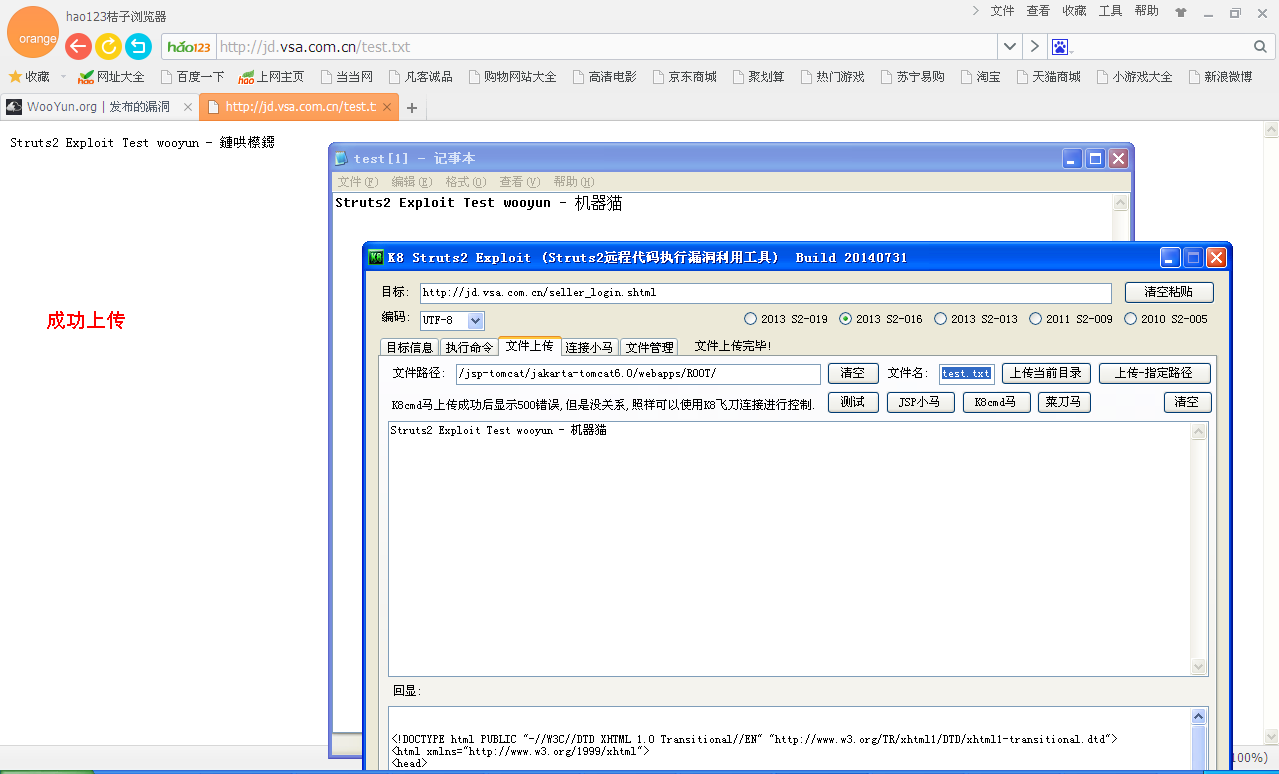 hao123桔子浏览器
文件 查看 收藏 工具 帮助
orange
hao123 http://jd.vsa.com.cn/test.txt
收藏 网址大全 百度一下 上网主页 当当网 凡客诚品 购物网站大全 高清电影 京东商城 聚划算 热门游戏 苏宁易购 淘宝 天猫商城 小游戏大全 新浪微博
WooYun.org | 发布的漏洞 http://jd.vsa.com.cn/test.t
Struts2 Exploit Test wooyun -
test[1] - 记事本
文件(F) 编辑(E) 格式(O) 查看(V) 帮助(H)
Struts2 Exploit Test wooyun - 机器猫
K8 Struts2 Exploit (Struts2远程代码执行漏洞利用工具) Build 20140731
目标: http://jd.vsa.com.cn/seller_login.shtml 清空粘贴
成功上传
编码: UTF-8 2013 S2-019 2013 S2-016 2013 S2-013 2011 S2-009 2010 S2-005
目标信息 执行命令 文件上传 连接小马 文件管理 文件上传完毕!
文件路径: /jsp-tomcat/jakarta-tomcat6.0/webapps/ROOT/ 清空 文件名: test.txt 上传当前目录 上传-指定路径
K8cmd马上传成功后显示500错误,但是没关系,照样可以使用K8飞刀连接进行控制. 测试 JSP小马 K8cmd马 菜刀马 清空
Struts2 Exploit Test wooyun - 机器猫
回显:
<!DOCTYPE html PUBLIC "-//W3C//DTD XHTML 1.0 Transitional//EN" "http://www.w3.org/TR/xhtml1/DTD/xhtml1-transitional.dtd">
<html xmlns="http://www.w3.org/1999/xhtml">
<head>
100%)